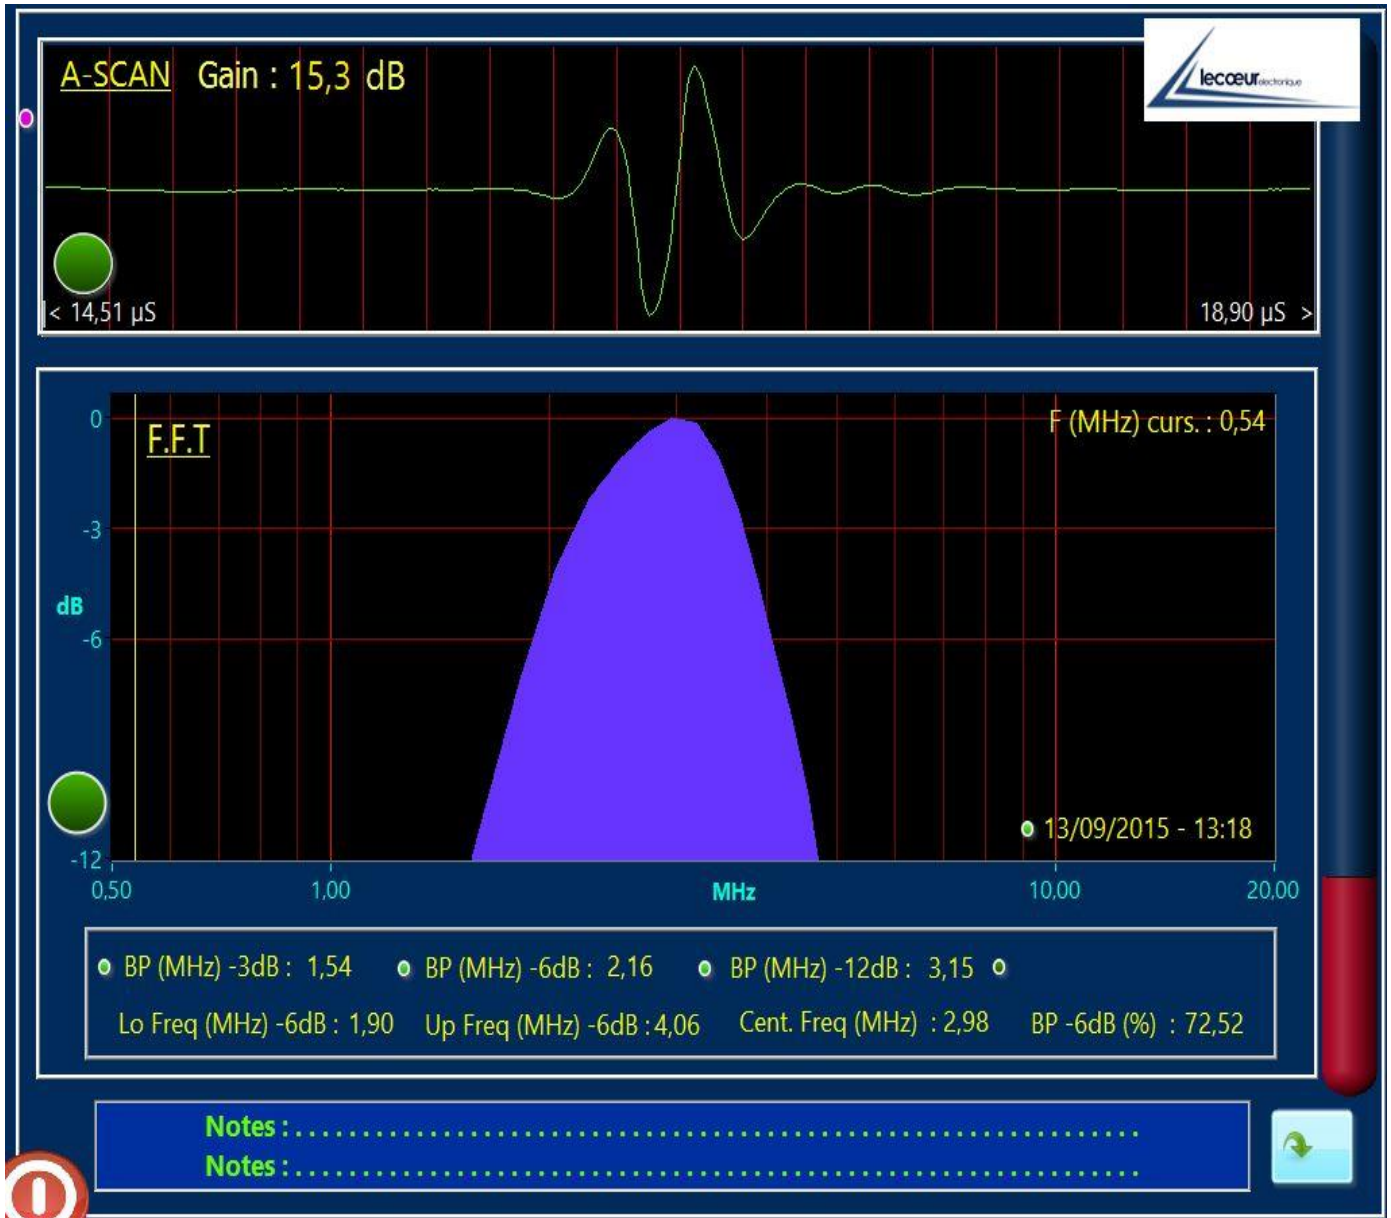 A-SCAN Gain : 15,3 dB
lecœur electronique
|< 14,51 µS 18,90 µS >
F (MHz) curs. : 0,54
F.F.T
0
-3
dB
-6
-12
13/09/2015 - 13:18
0,50 1,00 MHz 10,00 20,00
BP (MHz) -3dB : 1,54 BP (MHz) -6dB : 2,16 BP (MHz) -12dB : 3,15
Lo Freq (MHz) -6dB : 1,90 Up Freq (MHz) -6dB : 4,06 Cent. Freq (MHz) : 2,98 BP -6dB (%) : 72,52
Notes : . . . . . . . . . . . . . . . . . . . . . . . . . . . . . . . . . . . . . . . . . . . . . . . . . . . . . . . . . . . . . . .
Notes : . . . . . . . . . . . . . . . . . . . . . . . . . . . . . . . . . . . . . . . . . . . . . . . . . . . . . . . . . . . . . . .